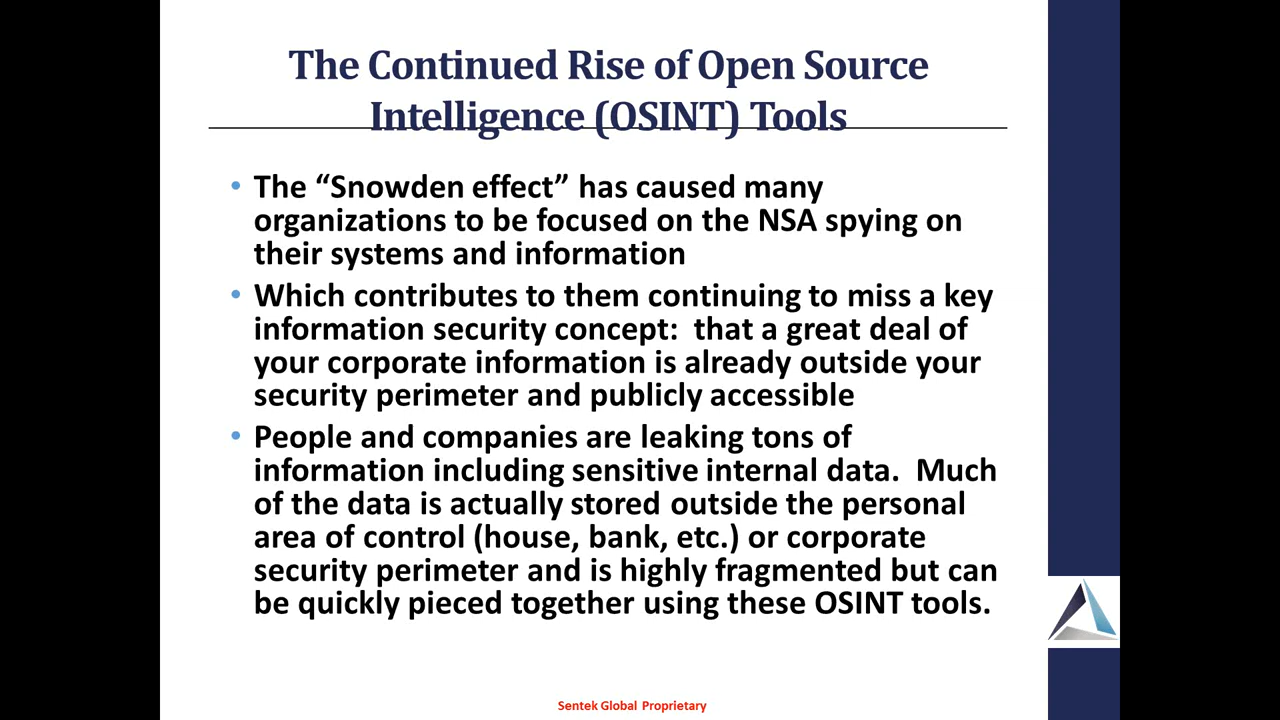 The Continued Rise of Open Source
Intelligence (OSINT) Tools
• The “Snowden effect” has caused many
organizations to be focused on the NSA spying on
their systems and information
• Which contributes to them continuing to miss a key
information security concept:  that a great deal of
your corporate information is already outside your
security perimeter and publicly accessible
• People and companies are leaking tons of
information including sensitive internal data.  Much
of the data is actually stored outside the personal
area of control (house, bank, etc.) or corporate
security perimeter and is highly fragmented but can
be quickly pieced together using these OSINT tools.
Sentek Global Proprietary